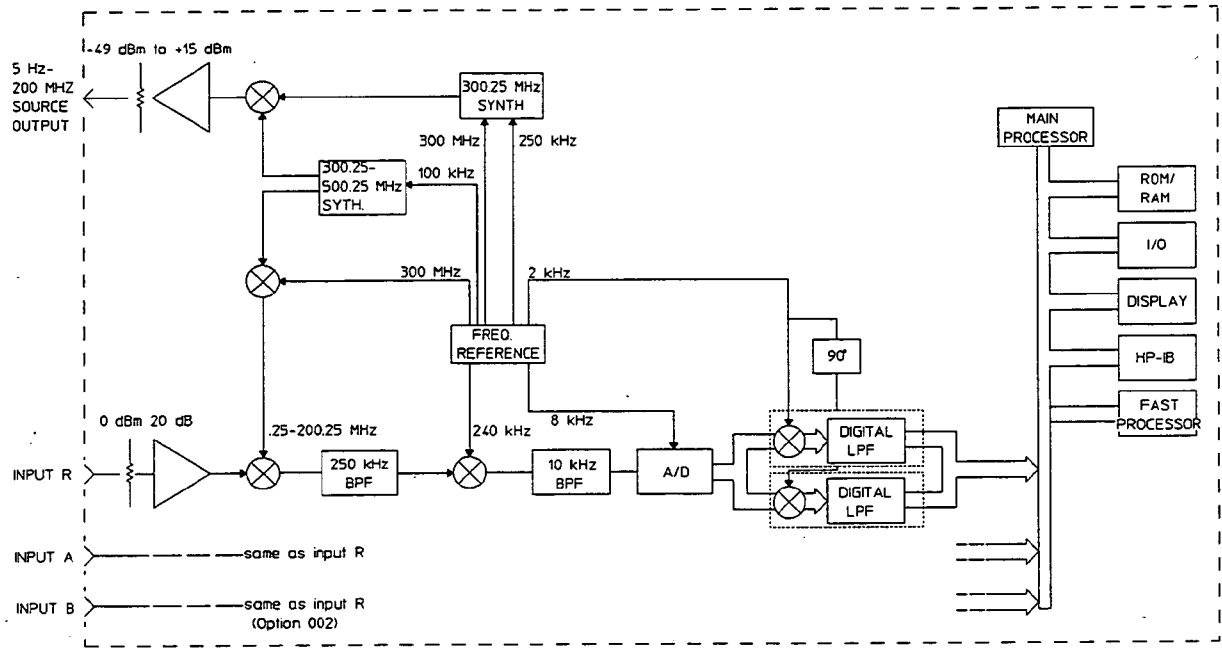 -49 dBm to +15 dBm
5 Hz-
200 MHZ
SOURCE
OUTPUT
300.25 MHz
SYNTH
300 MHz
250 kHz
MAIN
PROCESSOR
300.25-
500.25 MHz
SYTH.
100 kHz
ROM/
RAM
I/O
300 MHz
2 kHz
DISPLAY
FREQ.
REFERENCE
90°
HP-IB
FAST
PROCESSOR
0 dBm 20 dB
.25-200.25 MHz
240 kHz
8 kHz
INPUT R
250 kHz
BPF
10 kHz
BPF
A/D
DIGITAL
LPF
DIGITAL
LPF
INPUT A
same as input R
INPUT B
same as input R
(Option 002)